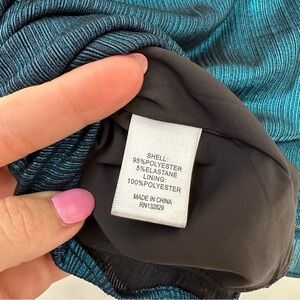 SHELL:
95%POLYESTER
5%ELASTANE
LINING:
100%POLYESTER
MADE IN CHINA
RN132829